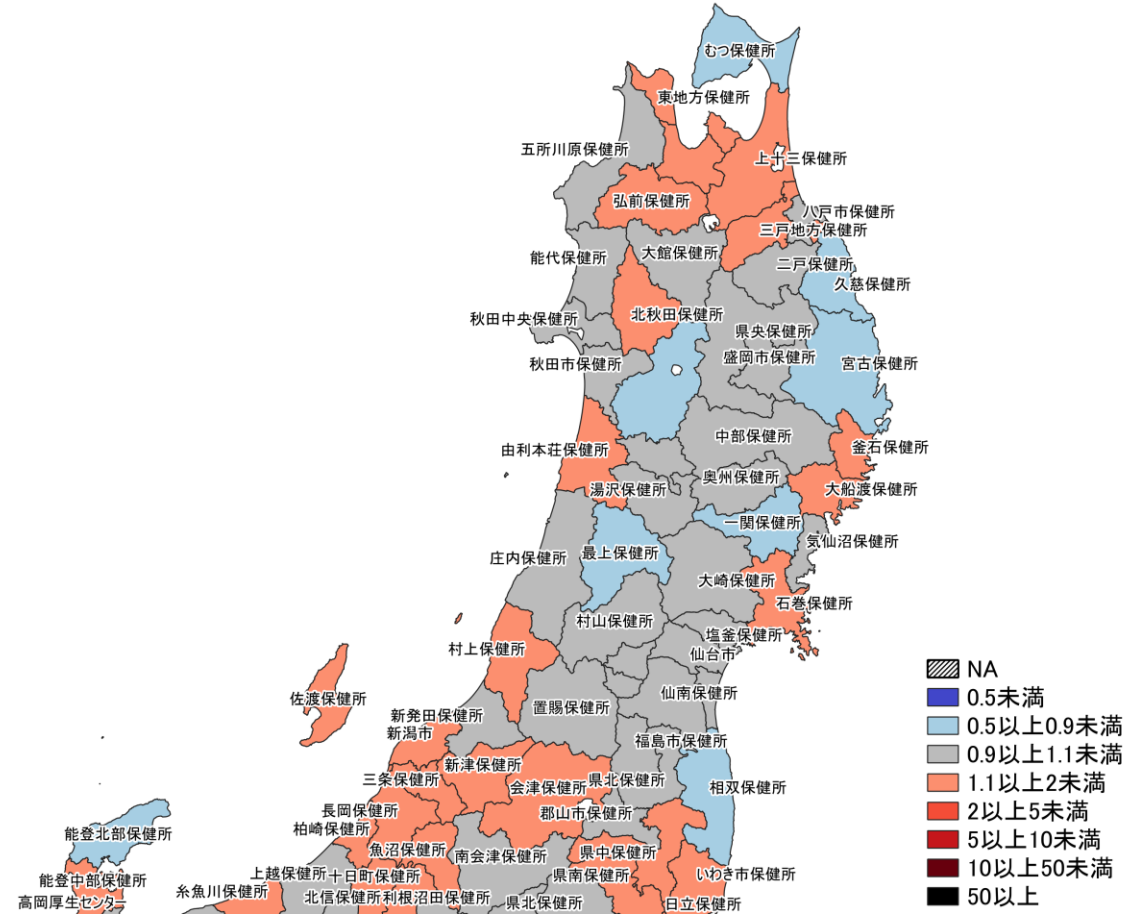 むつ保健所
東地方保健所
五所川原保健所
上十三保健所
弘前保健所
八戸市保健所
三戸地方保健所
大館保健所
能代保健所
二戸保健所
久慈保健所
北秋田保健所
秋田中央保健所
県央保健所
盛岡市保健所
秋田市保健所
宮古保健所
中部保健所
釜石保健所
由利本荘保健所
奥州保健所
湯沢保健所
大船渡保健所
一関保健所
気仙沼保健所
最上保健所
庄内保健所
大崎保健所
石巻保健所
村山保健所
塩釜保健所
村上保健所
仙台市
佐渡保健所
仙南保健所
置賜保健所
新発田保健所
新潟市
福島市保健所
新津保健所
三条保健所
会津保健所
県北保健所
相双保健所
長岡保健所
郡山市保健所
柏崎保健所
能登北部保健所
魚沼保健所
南会津保健所
県中保健所
能登中部保健所
上越保健所
十日町保健所
県南保健所
いわき市保健所
糸魚川保健所
北信保健所
利根沼田保健所
高岡厚生センター
県北保健所
日立保健所
NA
0.5未満
0.5以上0.9未満
0.9以上1.1未満
1.1以上2未満
2以上5未満
5以上10未満
10以上50未満
50以上